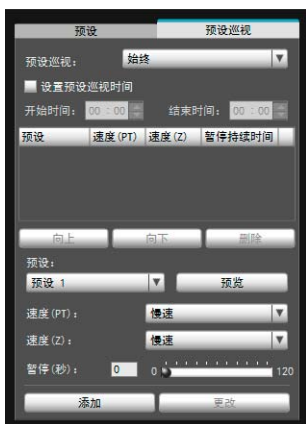 预设 预设巡视
预设巡视： 始终
设置预设巡视时间
开始时间： 00 : 00 结束时间： 00 : 00
预设 速度(PT) 速度(Z) 暂停持续时间
向上 向下 删除
预设：
预设 1 预览
速度(PT)： 慢速
速度(Z)： 慢速
暂停(秒)： 0 0 120
添加 更改